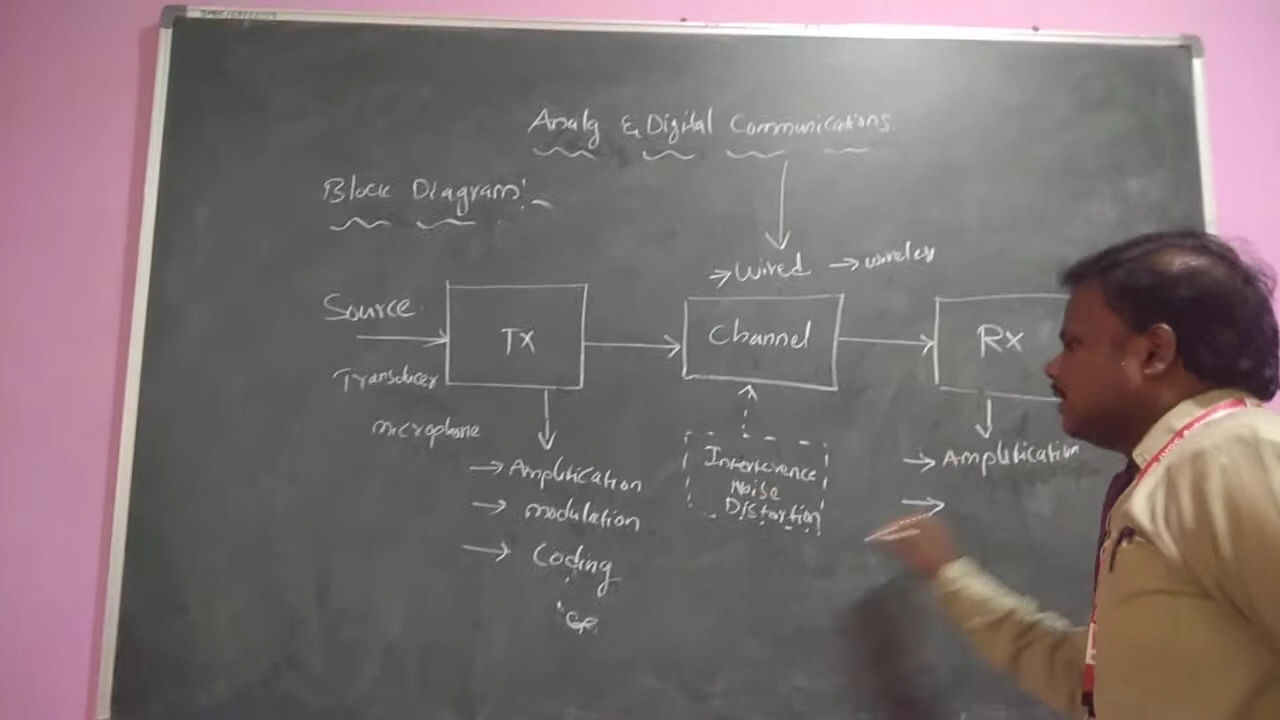 Analg & Digital Communications
Block Diagram:-
→ Wired → wireles
Source
Tx
Channel
Rx
Transducer
microphone
→ Amplification
→ modulation
→ Coding
Interference
Noise
Distortion
→ Amplification
→